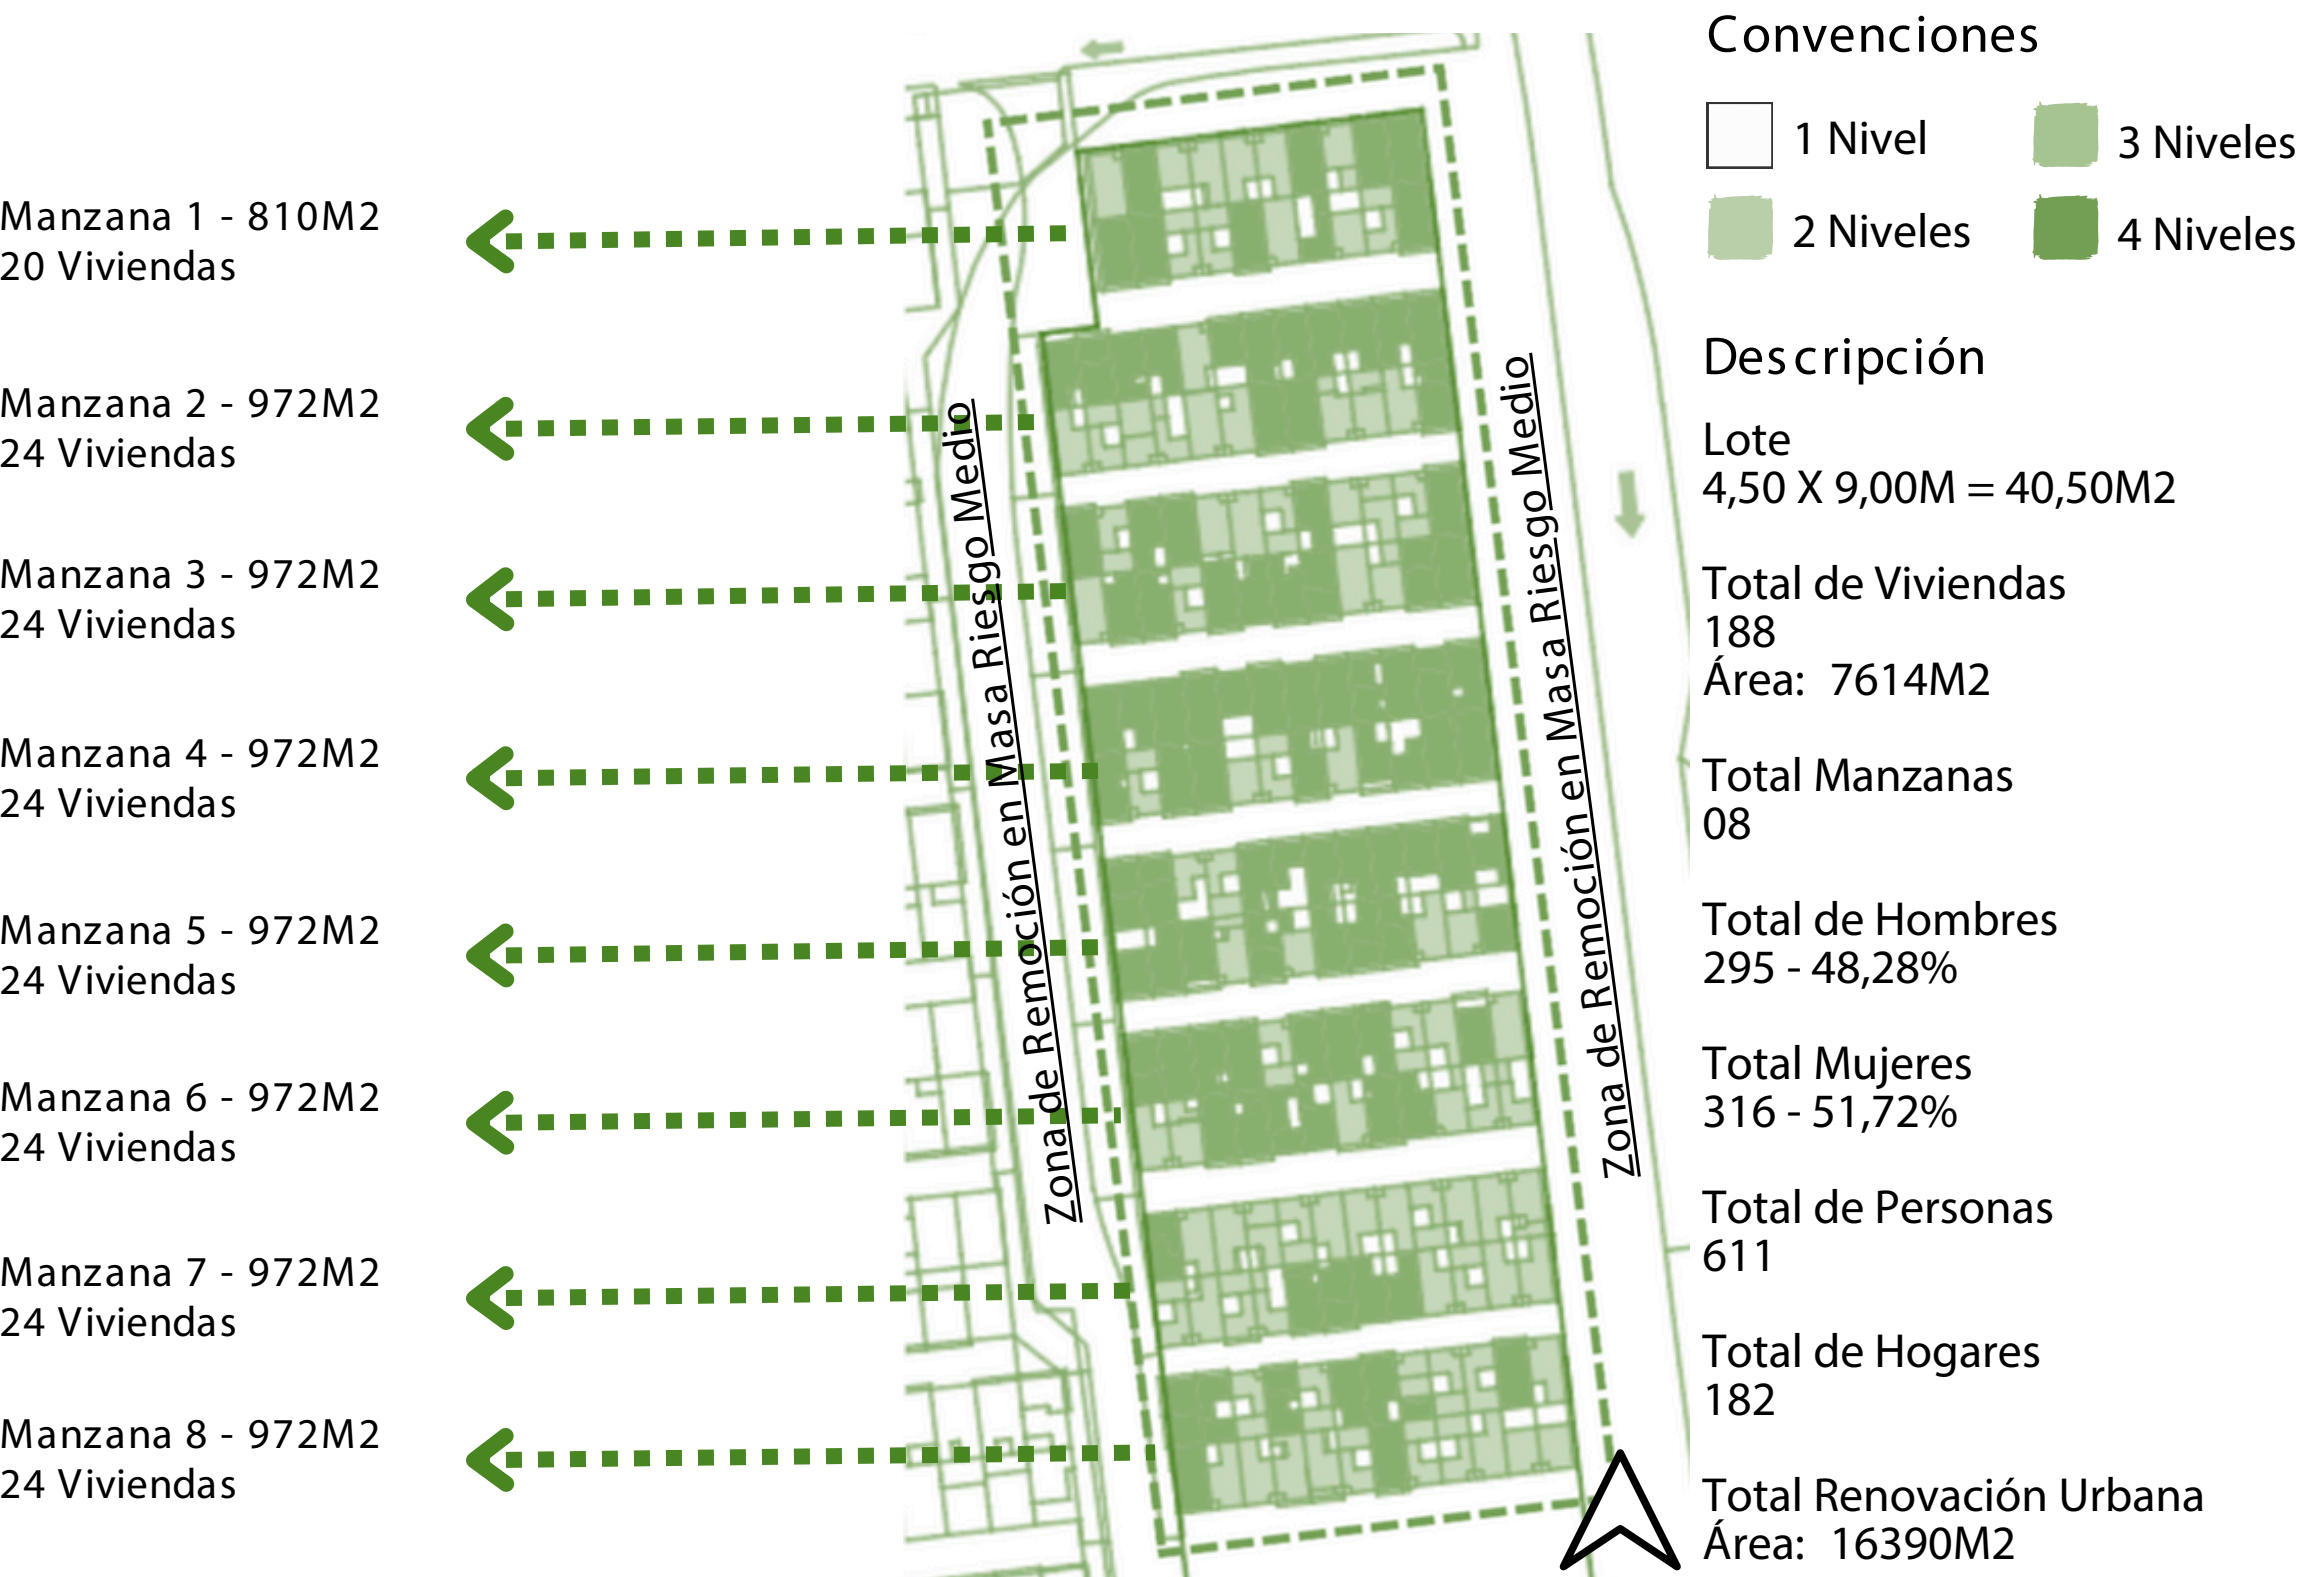 Manzana 1 - 810M2
20 Viviendas
Manzana 2 - 972M2
24 Viviendas
Manzana 3 - 972M2
24 Viviendas
Manzana 4 - 972M2
24 Viviendas
Manzana 5 - 972M2
24 Viviendas
Manzana 6 - 972M2
24 Viviendas
Manzana 7 - 972M2
24 Viviendas
Manzana 8 - 972M2
24 Viviendas
Zona de Remoción en Masa Riesgo Medio
Zona de Remoción en Masa Riesgo Medio
Convenciones
1 Nivel
3 Niveles
2 Niveles
4 Niveles
Descripción
Lote
4,50 X 9,00M = 40,50M2
Total de Viviendas
188
Área: 7614M2
Total Manzanas
08
Total de Hombres
295 - 48,28%
Total Mujeres
316 - 51,72%
Total de Personas
611
Total de Hogares
182
Total Renovación Urbana
Área: 16390M2